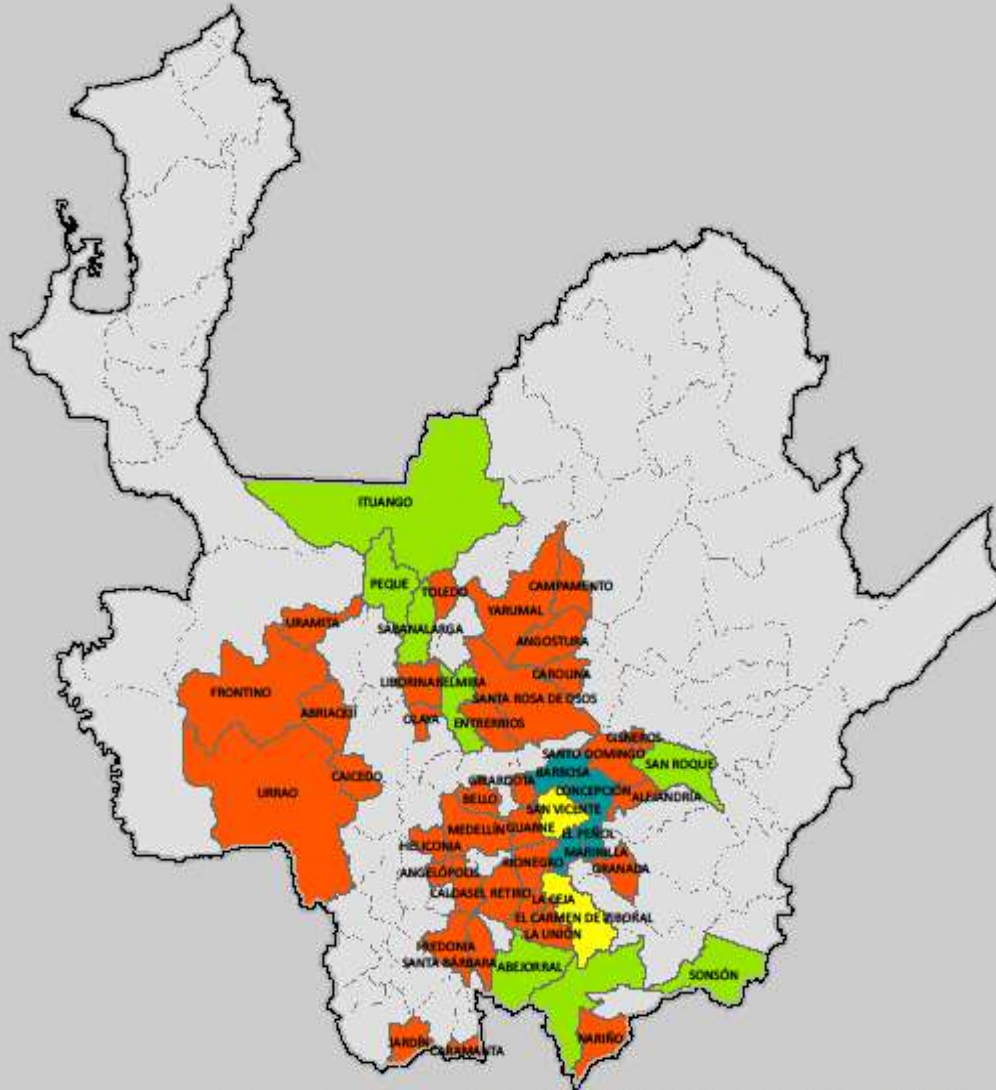 ITUANGO
PEQUE
TOLEDO
CAMPAMENTO
YARUMAL
URAMITA
SABANALARGA
ANGOSTURA
CAROLINA
LIBORINA
BELMIRA
FRONTINO
SANTA ROSA DE OSOS
ABRIAQUÍ
OLAYA
ENTRERRIOS
CISNEROS
SANTO DOMINGO
SAN ROQUE
CAICEDO
BARBOSA
GIRARDOTA
URRAO
CONCEPCIÓN
BELLO
ALEJANDRÍA
SAN VICENTE
MEDELLÍN
GUARNE
EL PEÑOL
HELICONIA
MARINILLA
RIONEGRO
GRANADA
ANGELÓPOLIS
CALDAS
EL RETIRO
LA CEJA
EL CARMEN DE VIBORAL
LA UNIÓN
FREDONIA
SANTA BÁRBARA
ABEJORRAL
SONSÓN
NARIÑO
JARDÍN
CARAMANTA